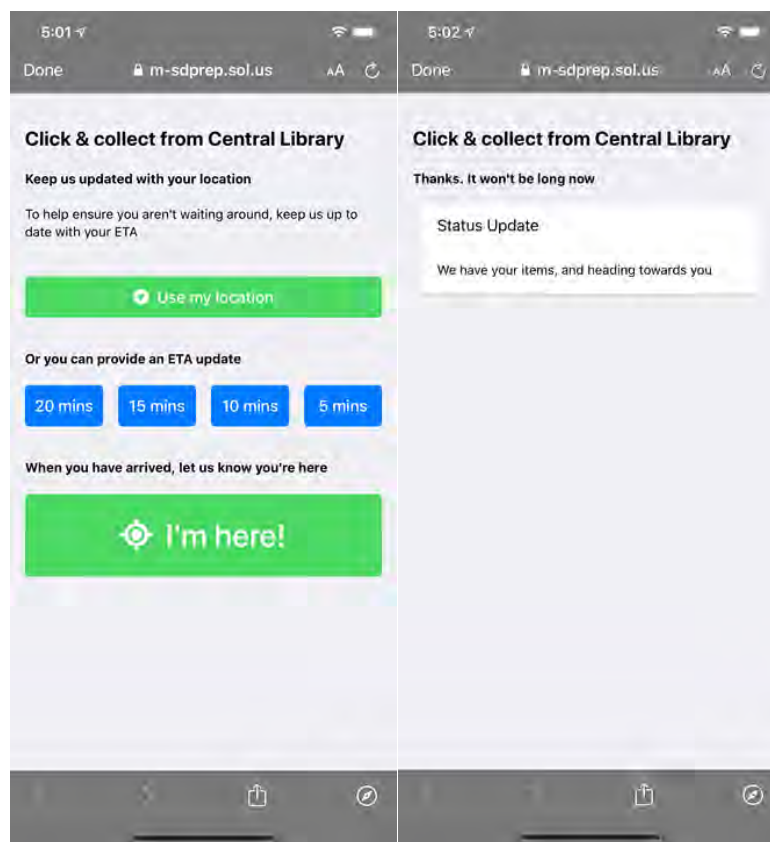 5:01
Done
m-sdprep.sol.us
AA
Click & collect from Central Library
Keep us updated with your location
To help ensure you aren't waiting around, keep us up to
date with your ETA
Use my location
Or you can provide an ETA update
20 mins
15 mins
10 mins
5 mins
When you have arrived, let us know you're here
I'm here!
5:02
Done
m-sdprep.sol.us
AA
Click & collect from Central Library
Thanks. It won't be long now
Status Update
We have your items, and heading towards you